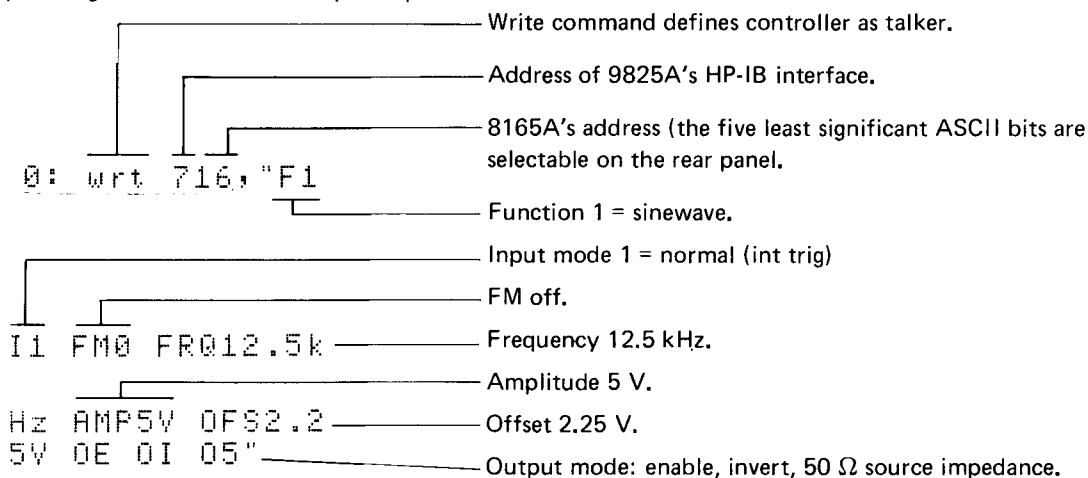 Write command defines controller as talker.
Address of 9825A's HP-IB interface.
8165A's address (the five least significant ASCII bits are
selectable on the rear panel.
0: wrt 716,"F1
Function 1 = sinewave.
Input mode 1 = normal (int trig)
FM off.
I1 FM0 FR012.5k
Frequency 12.5 kHz.
Amplitude 5 V.
Hz AMP5V OFS2.2
Offset 2.25 V.
5V OE OI O5"
Output mode: enable, invert, 50 Ω source impedance.